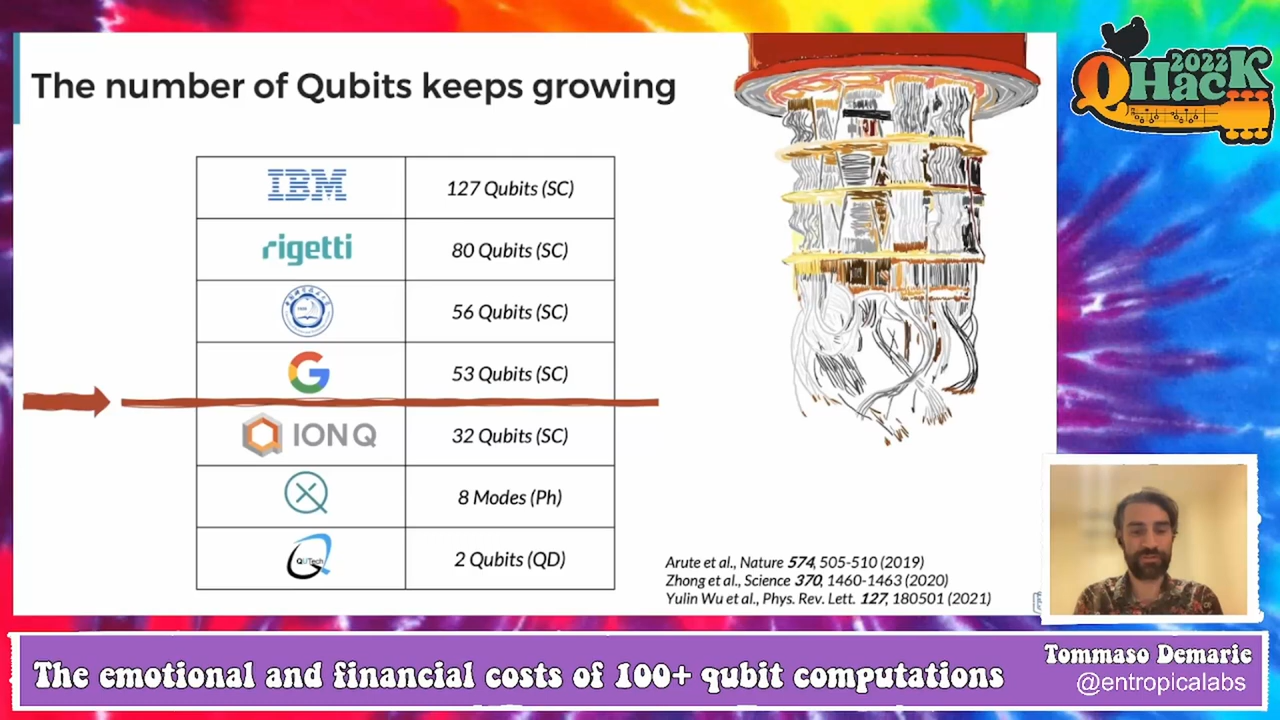 The number of Qubits keeps growing
2022
QHacK
IBM
127 Qubits (SC)
rigetti
80 Qubits (SC)
56 Qubits (SC)
G
53 Qubits (SC)
IONQ
32 Qubits (SC)
8 Modes (Ph)
QUTech
2 Qubits (QD)
Arute et al., Nature 574, 505-510 (2019)
Zhong et al., Science 370, 1460-1463 (2020)
Yulin Wu et al., Phys. Rev. Lett. 127, 180501 (2021)
The emotional and financial costs of 100+ qubit computations
Tommaso Demarie
@entropicalabs